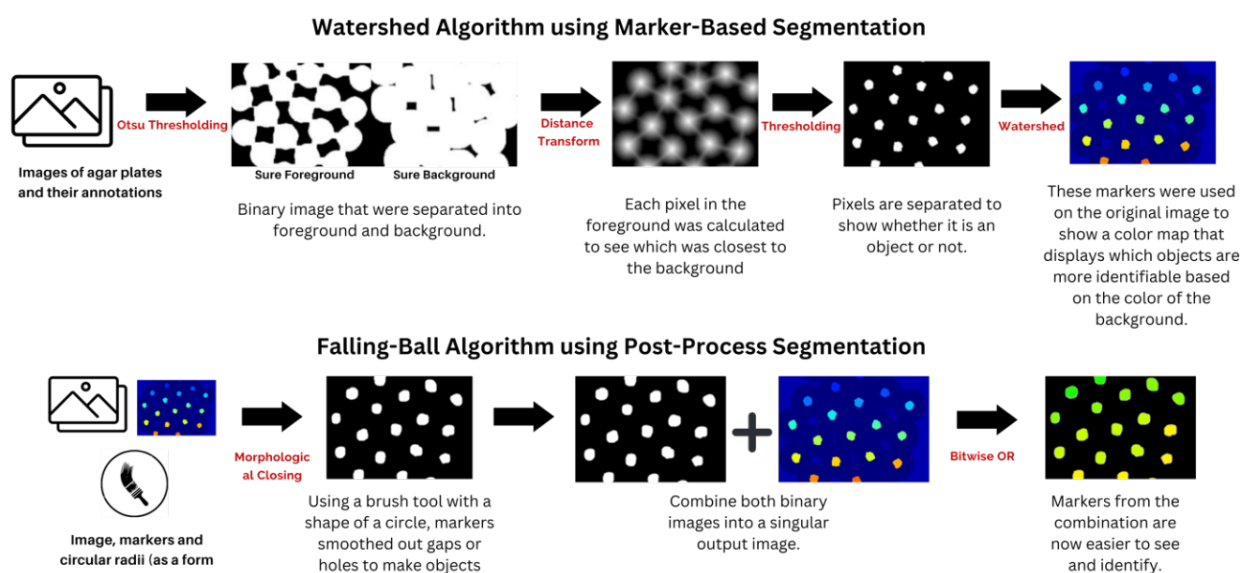 Watershed Algorithm using Marker-Based Segmentation
Otsu Thresholding
Distance
Transform
Thresholding
Watershed
Images of agar plates
and their annotations
Sure Foreground
Sure Background
Binary image that were separated into
foreground and background.
Each pixel in the
foreground was calculated
to see which was closest to
the background
Pixels are separated to
show whether it is an
object or not.
These markers were used
on the original image to
show a color map that
displays which objects are
more identifiable based
on the color of the
background.
Falling-Ball Algorithm using Post-Process Segmentation
Morphologic
al Closing
Bitwise OR
Image, markers and
circular radii (as a form
Using a brush tool with a
shape of a circle, markers
smoothed out gaps or
holes to make objects
Combine both binary
images into a singular
output image.
Markers from the
combination are
now easier to see
and identify.